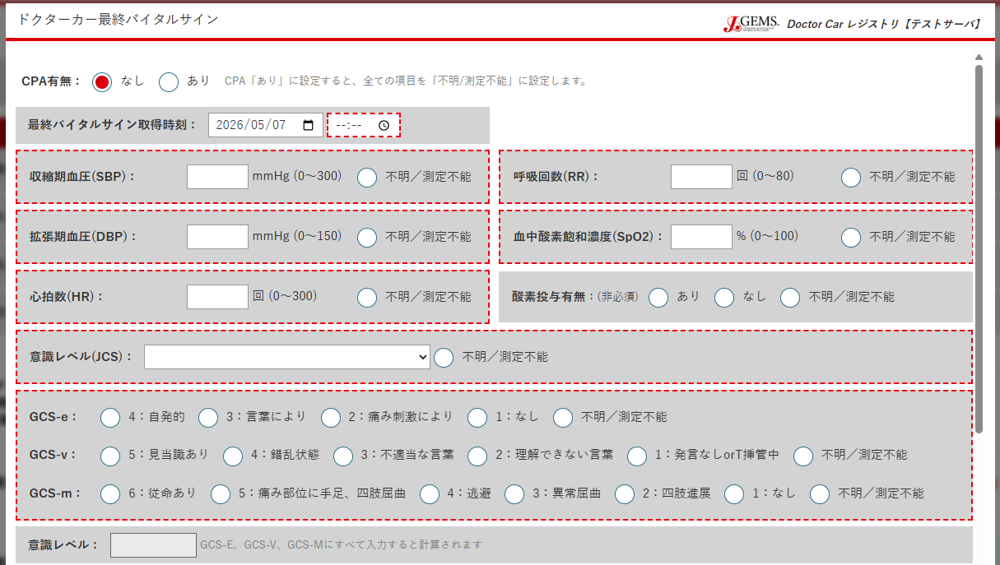 ドクターカー最終バイタルサイン
JGEMS Doctor Car レジストリ【テストサーバ】
CPA有無： なし あり CPA「あり」に設定すると、全ての項目を「不明/測定不能」に設定します。
最終バイタルサイン取得時刻： 2026/05/07 --:--
収縮期血圧(SBP)： mmHg (0～300) 不明／測定不能
呼吸回数(RR)： 回 (0～80) 不明／測定不能
拡張期血圧(DBP)： mmHg (0～150) 不明／測定不能
血中酸素飽和濃度(SpO2)： % (0～100) 不明／測定不能
心拍数(HR)： 回 (0～300) 不明／測定不能
酸素投与有無：(非必須) あり なし 不明／測定不能
意識レベル(JCS)： 不明／測定不能
GCS-e： 4：自発的 3：言葉により 2：痛み刺激により 1：なし 不明／測定不能
GCS-v： 5：見当識あり 4：錯乱状態 3：不適当な言葉 2：理解できない言葉 1：発言なしorT挿管中 不明／測定不能
GCS-m： 6：従命あり 5：痛み部位に手足、四肢屈曲 4：逃避 3：異常屈曲 2：四肢進展 1：なし 不明／測定不能
意識レベル： GCS-E、GCS-V、GCS-Mにすべて入力すると計算されます